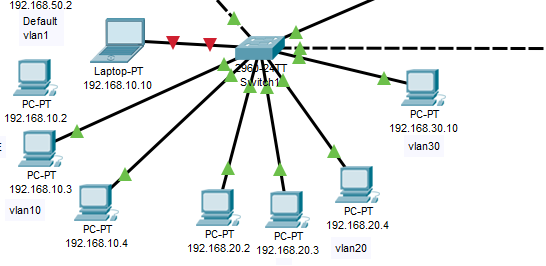 192.168.50.2
Default
vlan1
Laptop-PT
192.168.10.10
2960-24TT
Switch1
PC-PT
192.168.10.2
PC-PT
192.168.30.10
vlan30
E
PC-PT
192.168.10.3
vlan10
PC-PT
192.168.10.4
PC-PT
192.168.20.2
PC-PT
192.168.20.3
PC-PT
192.168.20.4
vlan20